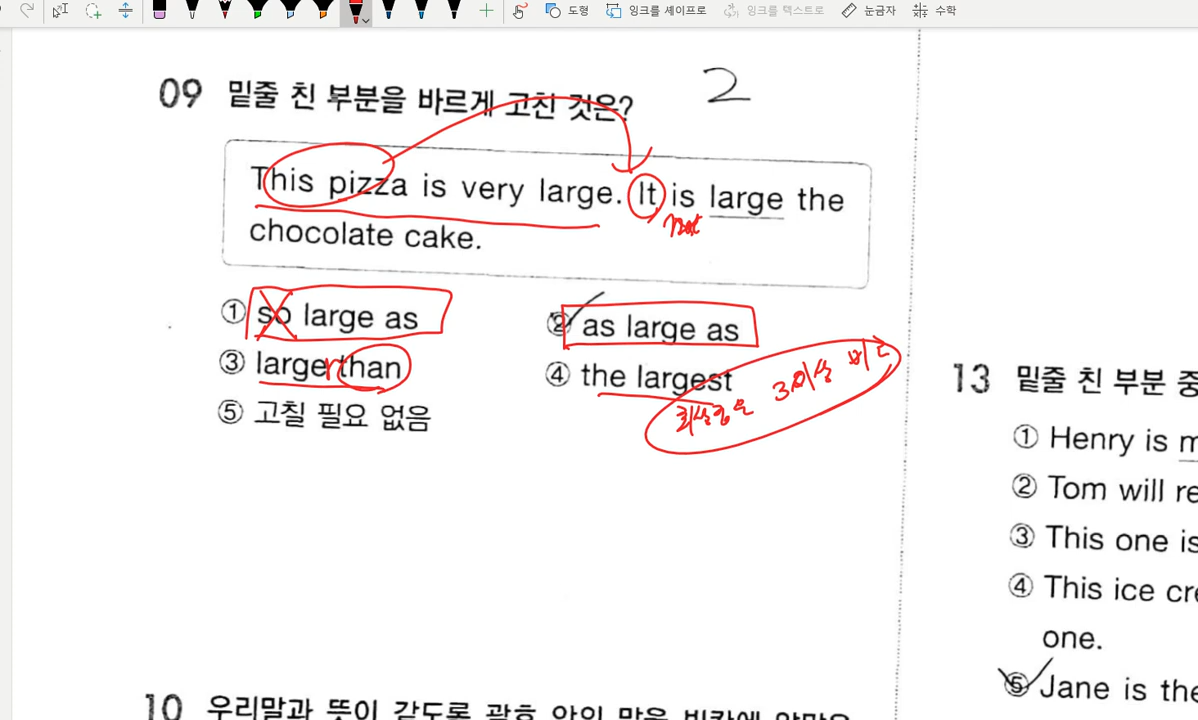 도형 잉크를 셰이프로 잉크를 텍스트로 눈금자 수학
09 밑줄 친 부분을 바르게 고친 것은? 2
This pizza is very large. It is large the
not
chocolate cake.
① so large as
② as large as
③ larger than
④ the largest
최상급은 3이상 비교
⑤ 고칠 필요 없음
10 우리말과 뜻이 같도록 괄호 안의 말을 빈칸에
13 밑줄 친 부분 중
① Henry is m
② Tom will re
③ This one is
④ This ice cre
one.
⑤ Jane is the